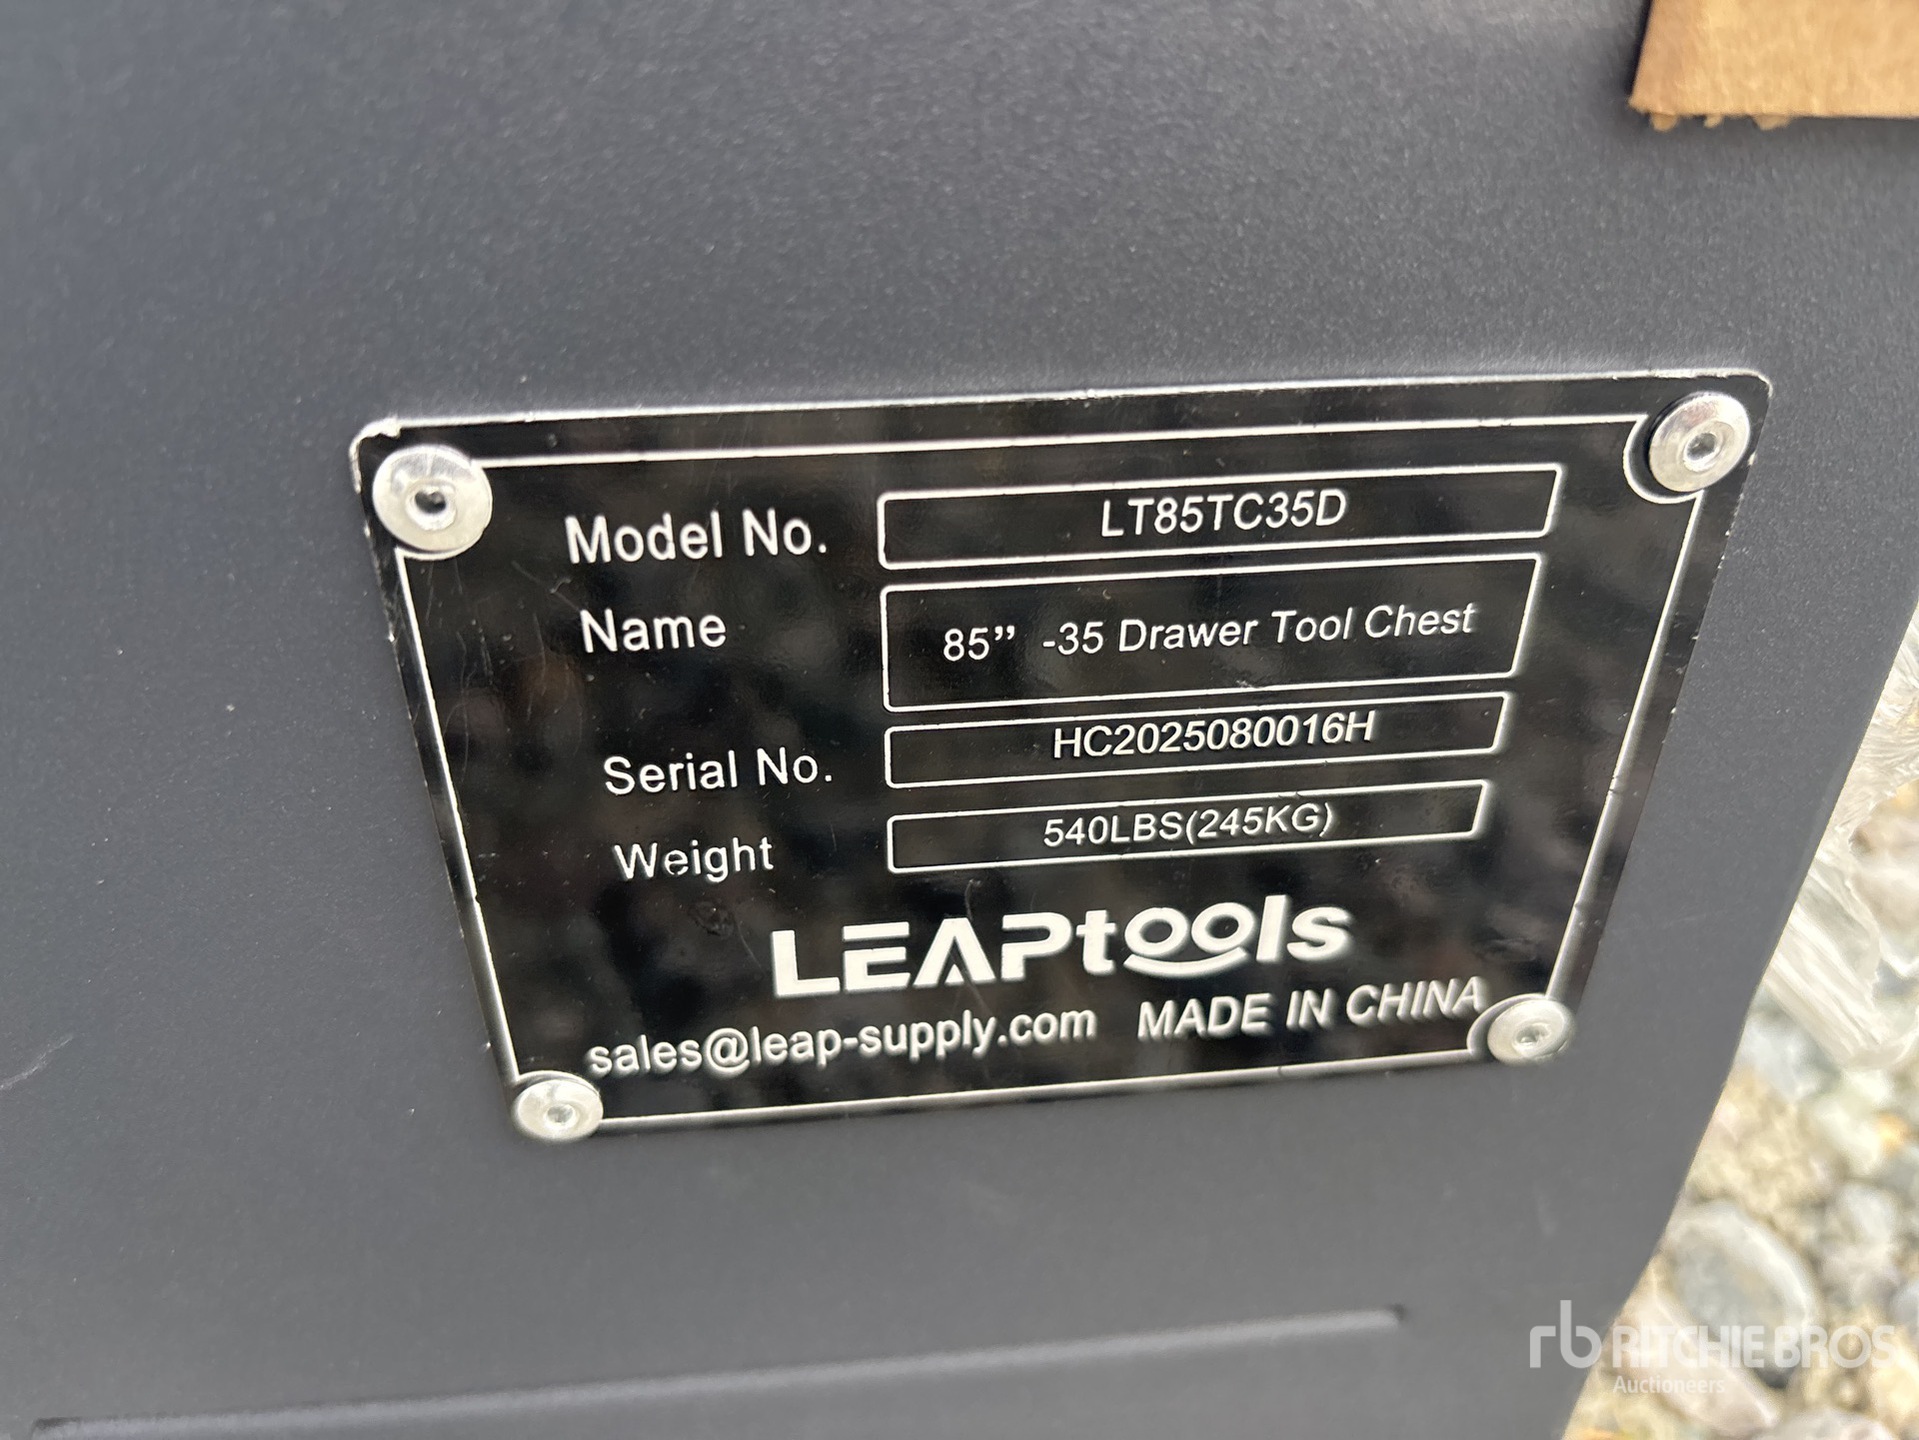 Model No. LT85TC35D
Name 85” -35 Drawer Tool Chest
Serial No. HC2025080016H
Weight 540LBS(245KG)
LEAPtools
sales@leap-supply.com MADE IN CHINA
rb RITCHIE BROS
Auctioneers